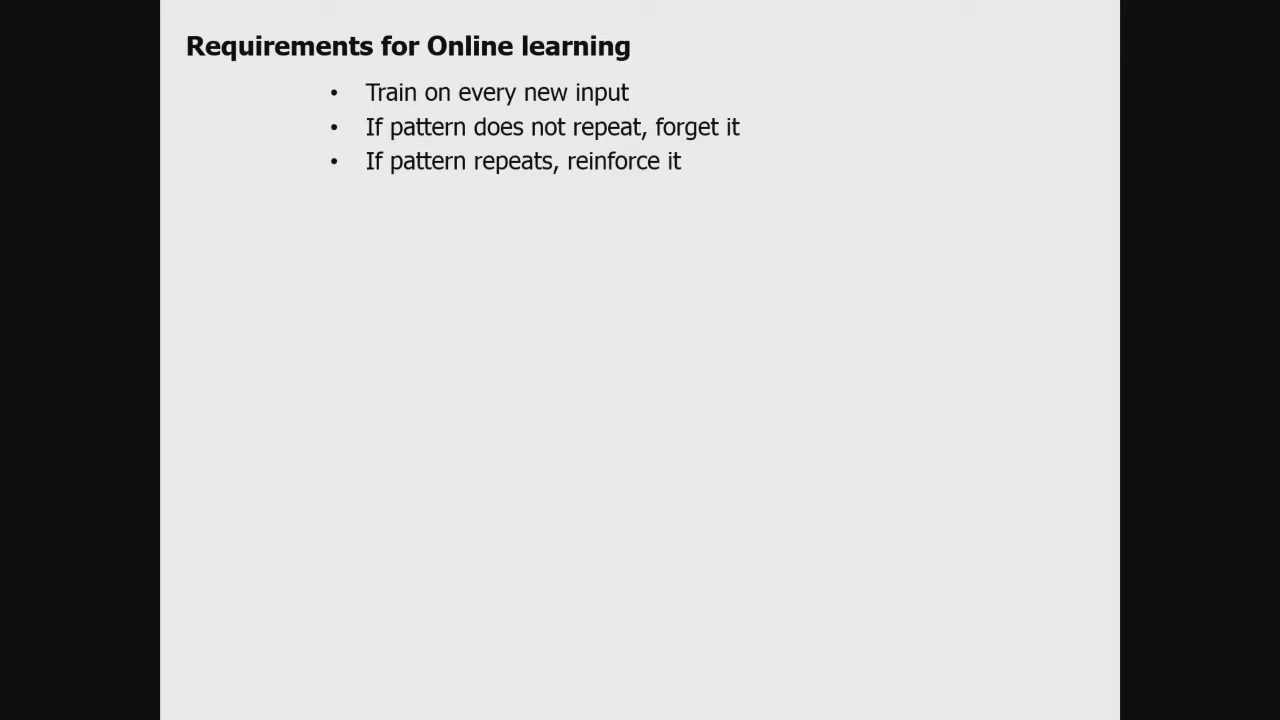 Requirements for Online learning
• Train on every new input
• If pattern does not repeat, forget it
• If pattern repeats, reinforce it